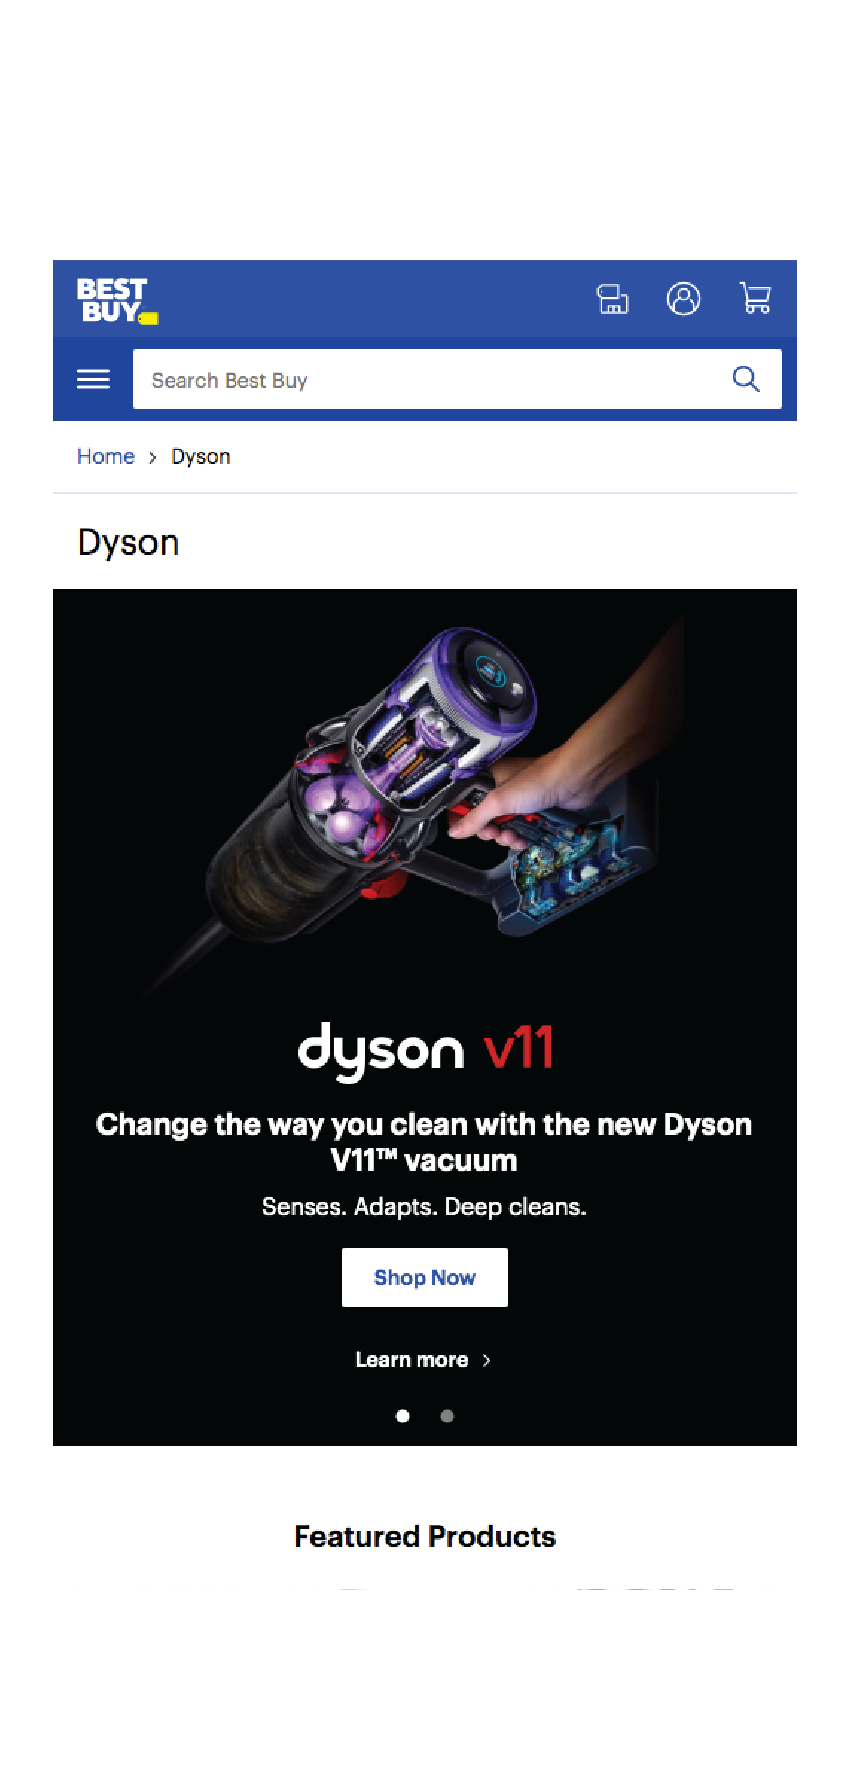 BEST
BUY
Search Best Buy
Home > Dyson
Dyson
dyson v11
Change the way you clean with the new Dyson
V11™ vacuum
Senses. Adapts. Deep cleans.
Shop Now
Learn more >
Featured Products